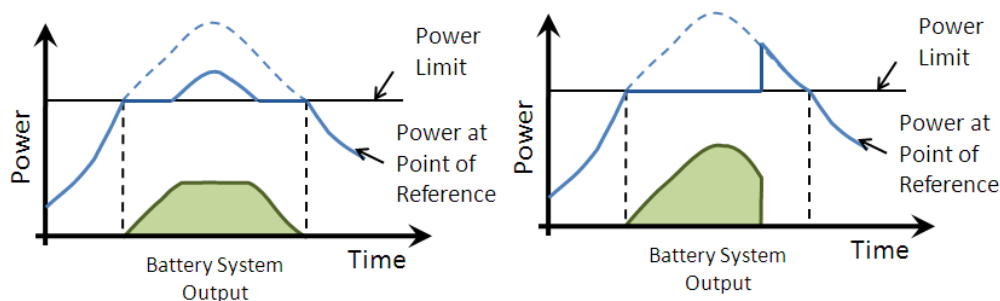 Power
Limit
Power
Power at
Point of
Reference
Time
Battery System
Output
Power
Limit
Power
Power at
Point of
Reference
Time
Battery System
Output